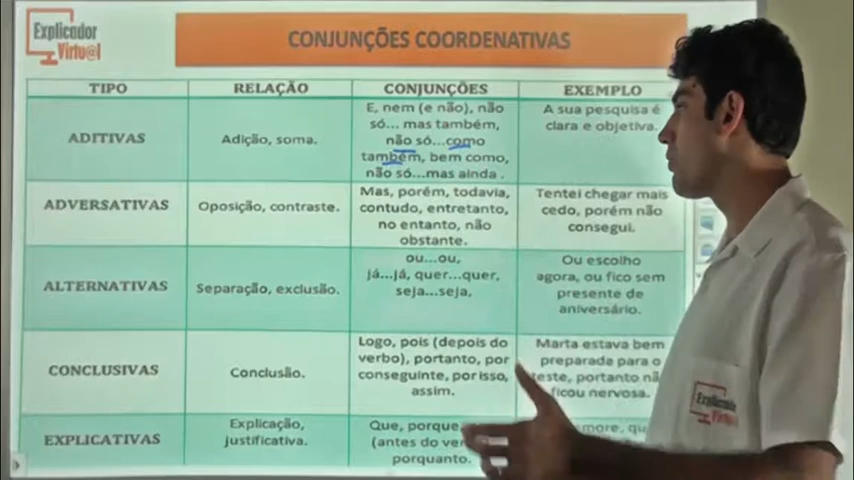 Explicador
Virtu@l
CONJUNÇÕES COORDENATIVAS
TIPO
RELAÇÃO
CONJUNÇÕES
EXEMPLO
ADITIVAS
Adição, soma.
E, nem (e não), não
só... mas também,
não só...como
também, bem como,
não só...mas ainda .
A sua pesquisa é
clara e objetiva.
ADVERSATIVAS
Oposição, contraste.
Mas, porém, todavia,
contudo, entretanto,
no entanto, não
obstante.
Tentei chegar mais
cedo, porém não
consegui.
ALTERNATIVAS
Separação, exclusão.
ou...ou,
já...já, quer...quer,
seja...seja,
Ou escolho
agora, ou fico sem
presente de
aniversário.
CONCLUSIVAS
Conclusão.
Logo, pois (depois do
verbo), portanto, por
conseguinte, por isso,
assim.
Marta estava bem
preparada para o
teste, portanto nã
ficou nervosa.
EXPLICATIVAS
Explicação,
justificativa.
Que, porque,
(antes do ve
porquanto.
Explicador
Virtu@l